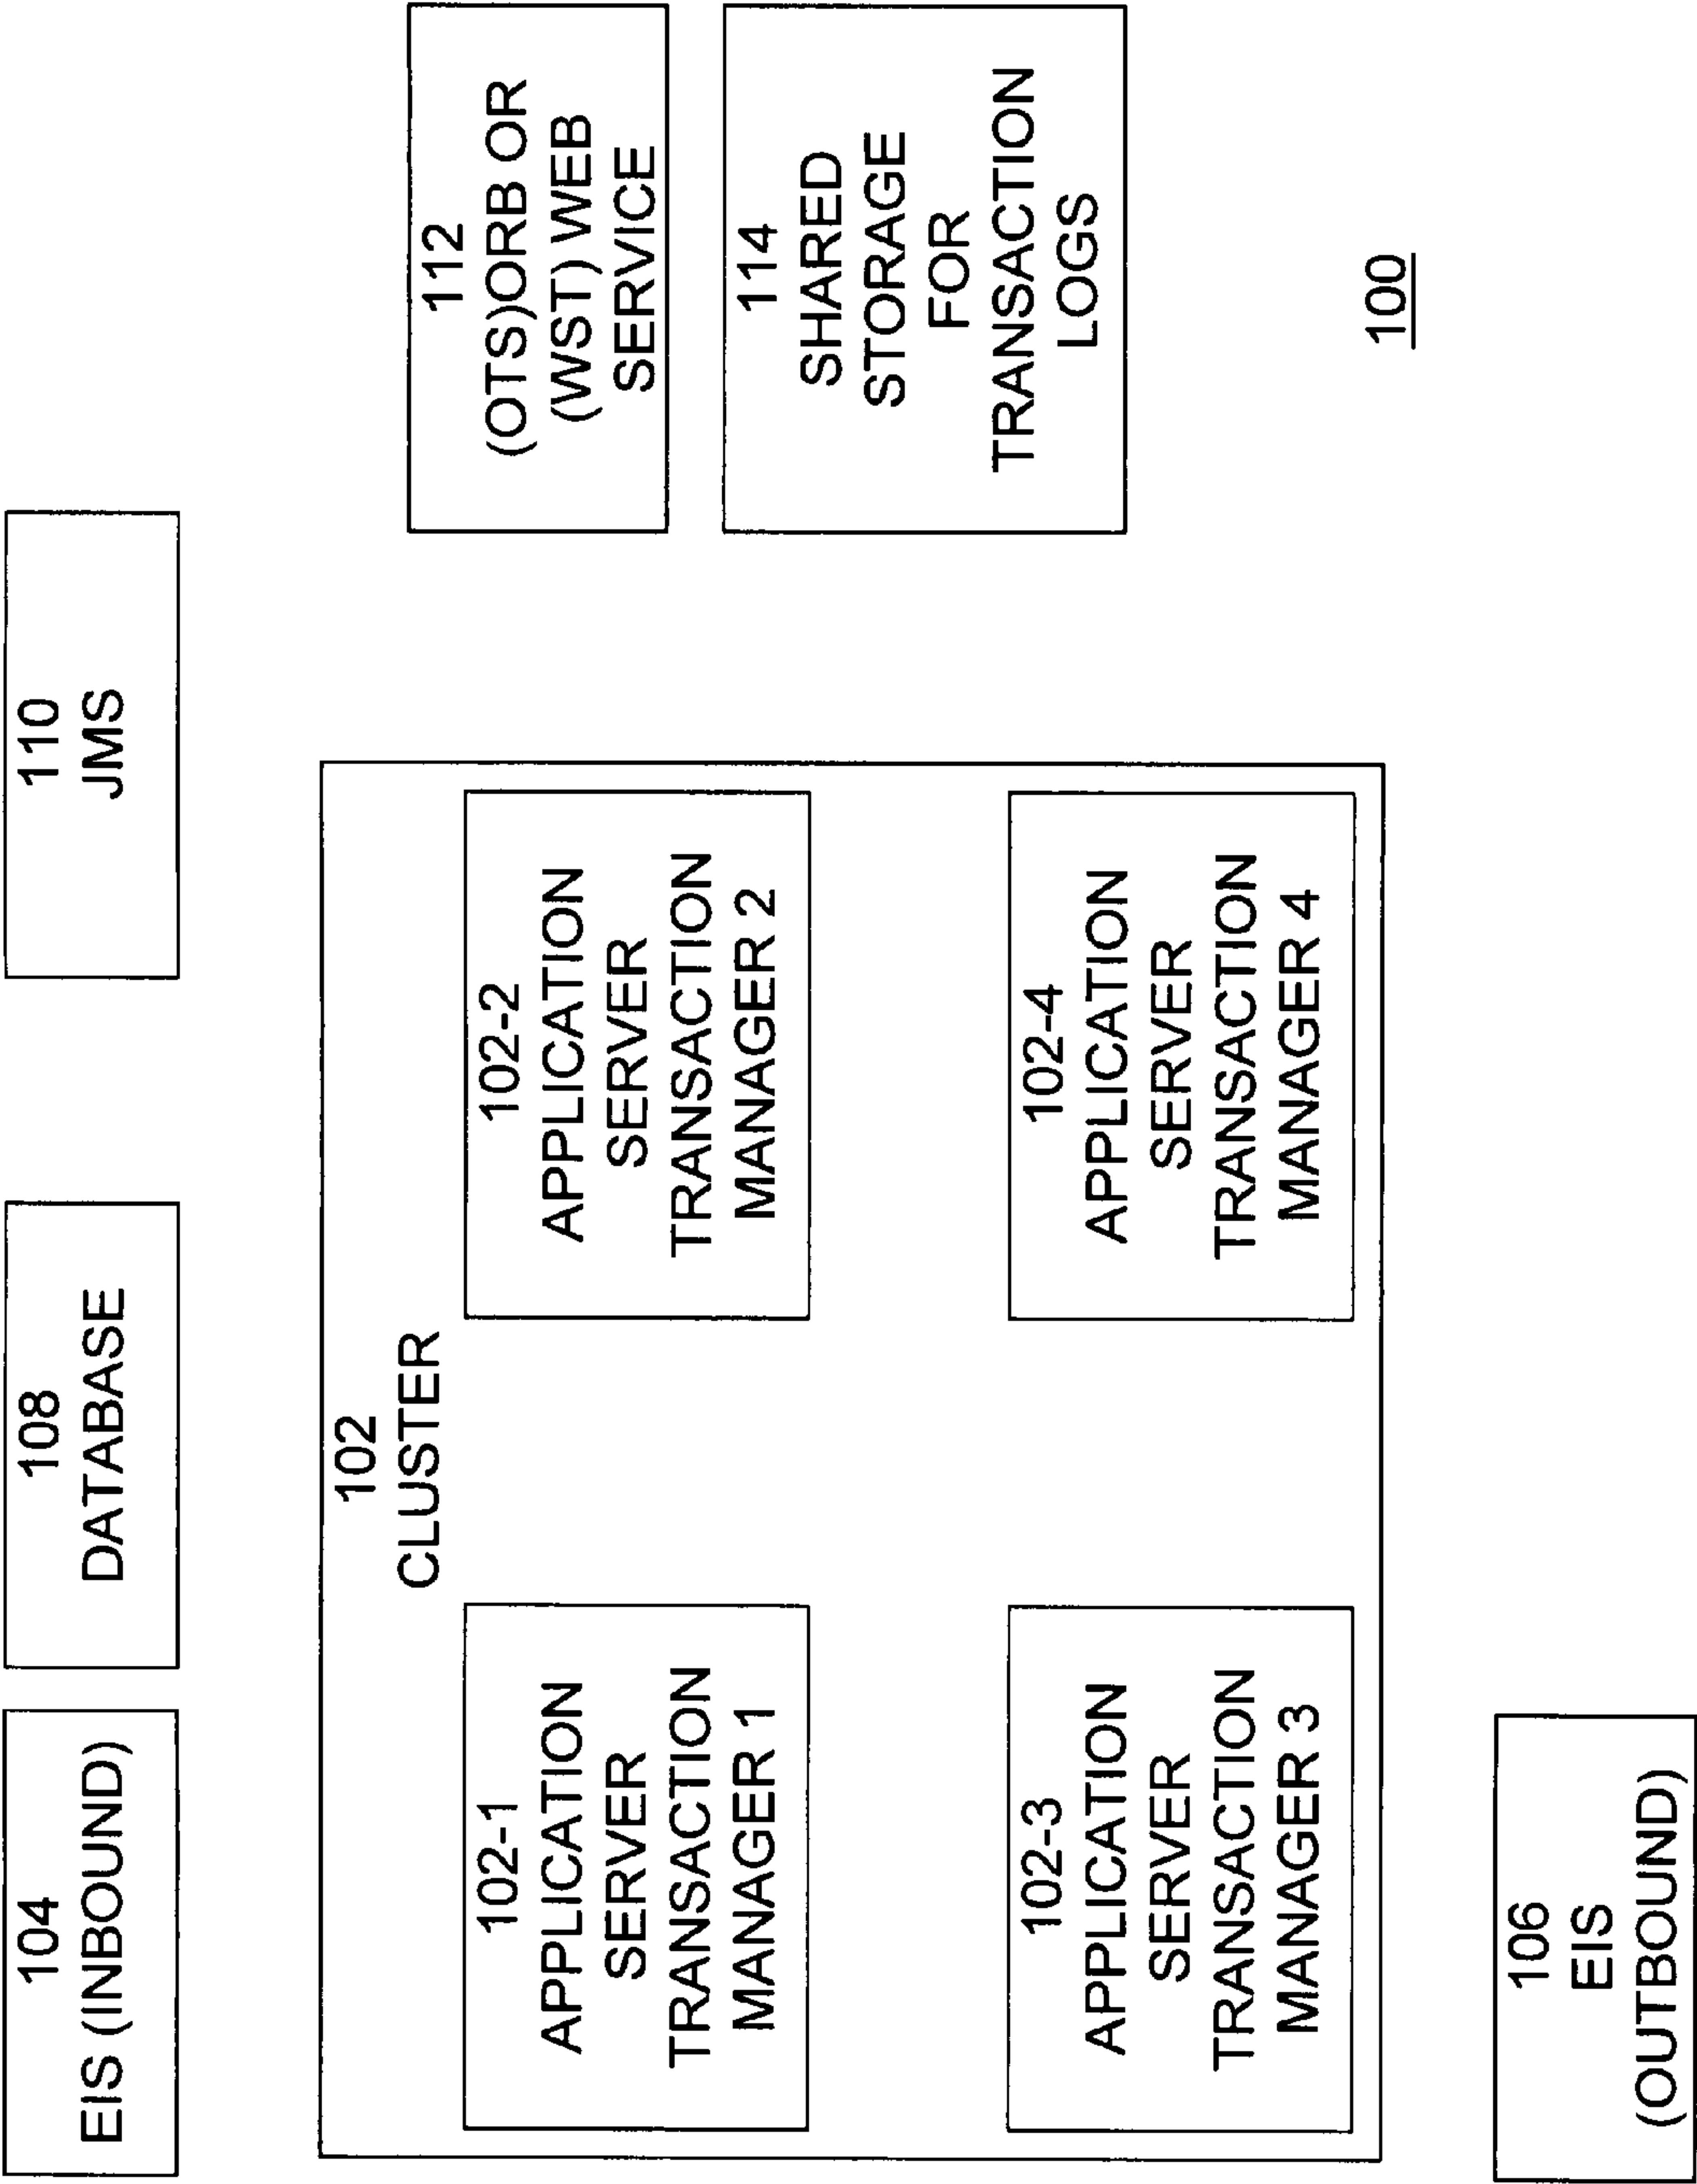 104
EIS (INBOUND)
108
DATABASE
110
JMS
102
CLUSTER
102-1
APPLICATION
SERVER
TRANSACTION
MANAGER 1
102-2
APPLICATION
SERVER
TRANSACTION
MANAGER 2
102-3
APPLICATION
SERVER
TRANSACTION
MANAGER 3
102-4
APPLICATION
SERVER
TRANSACTION
MANAGER 4
112
(OTS)ORB OR
(WST) WEB
SERVICE
114
SHARED
STORAGE
FOR
TRANSACTION
LOGS
106
EIS
(OUTBOUND)
100